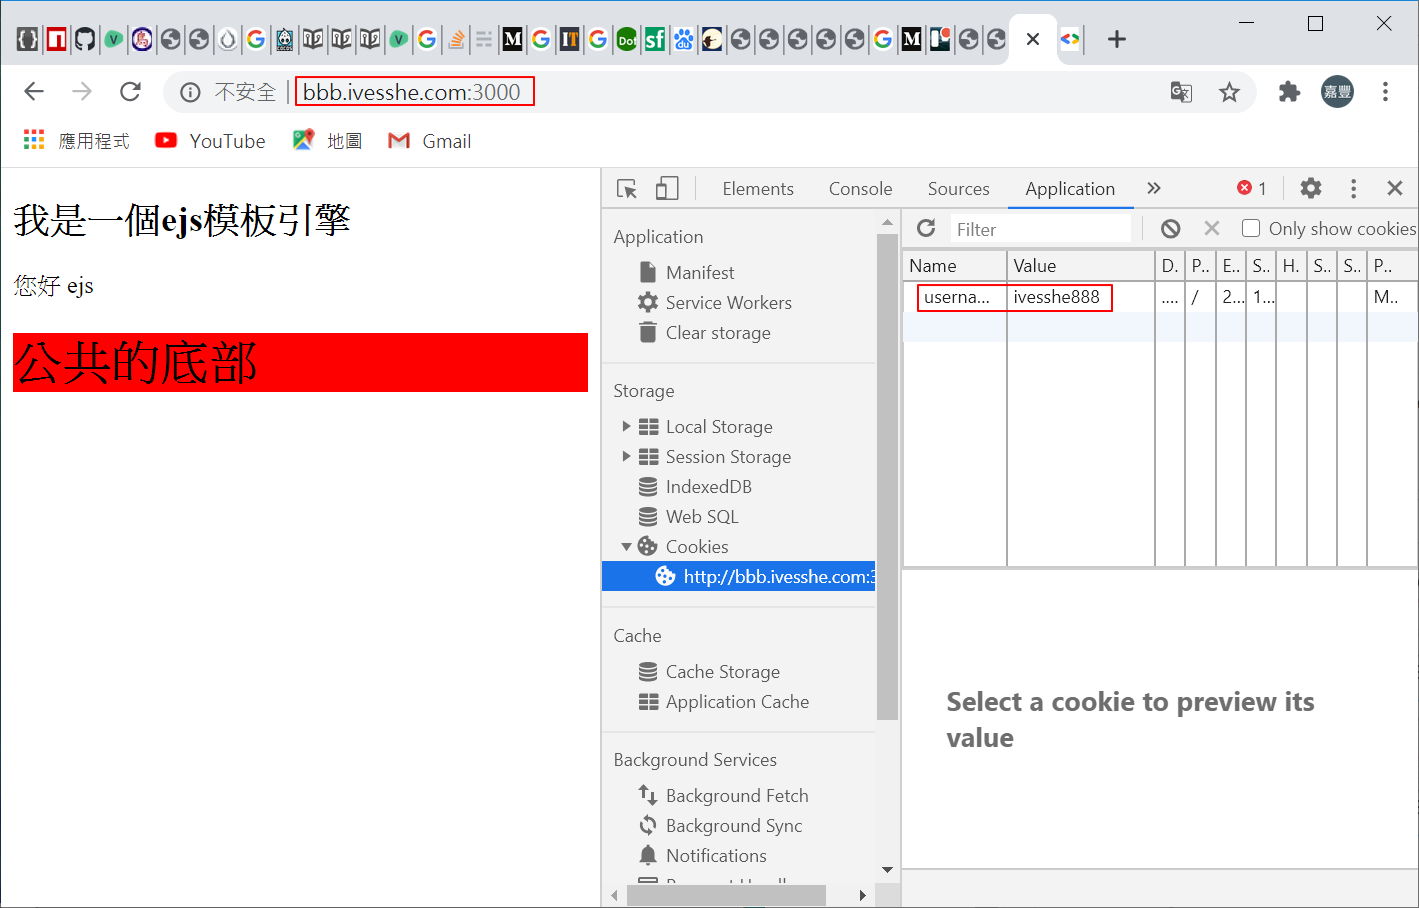 不安全
bbb.ivesshe.com:3000
嘉豐
應用程式
YouTube
地圖
Gmail
我是一個ejs模板引擎
您好 ejs
公共的底部
Elements
Console
Sources
Application
1
Application
Manifest
Service Workers
Clear storage
Storage
Local Storage
Session Storage
IndexedDB
Web SQL
Cookies
http://bbb.ivesshe.com:3
Cache
Cache Storage
Application Cache
Background Services
Background Fetch
Background Sync
Notifications
Filter
Only show cookies
Name Value D. P.. E.. S.. H. S.. S.. P..
userna... ivesshe888 .... / 2... 1... M..
Select a cookie to preview its
value